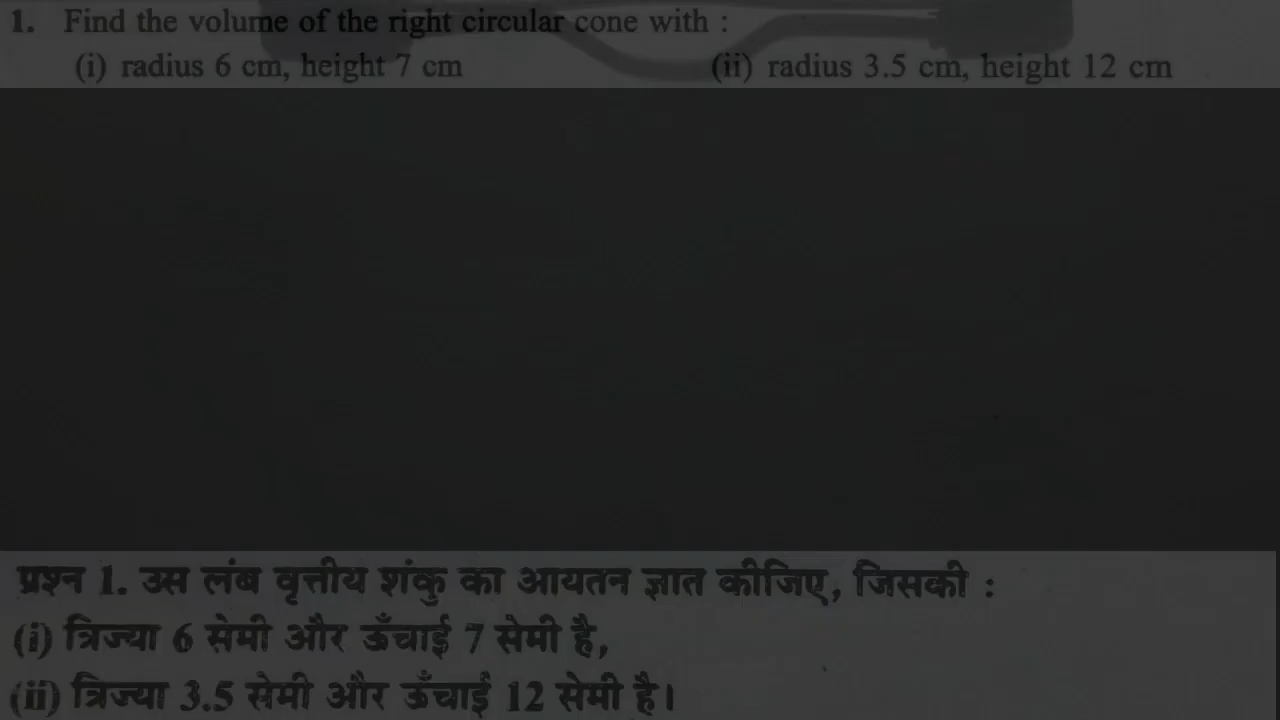 1. Find the volume of the right circular cone with :
(i) radius 6 cm, height 7 cm (ii) radius 3.5 cm, height 12 cm
प्रश्न 1. उस लंब वृत्तीय शंकु का आयतन ज्ञात कीजिए, जिसकी :
(i) त्रिज्या 6 सेमी और ऊँचाई 7 सेमी है,
(ii) त्रिज्या 3.5 सेमी और ऊँचाई 12 सेमी है।